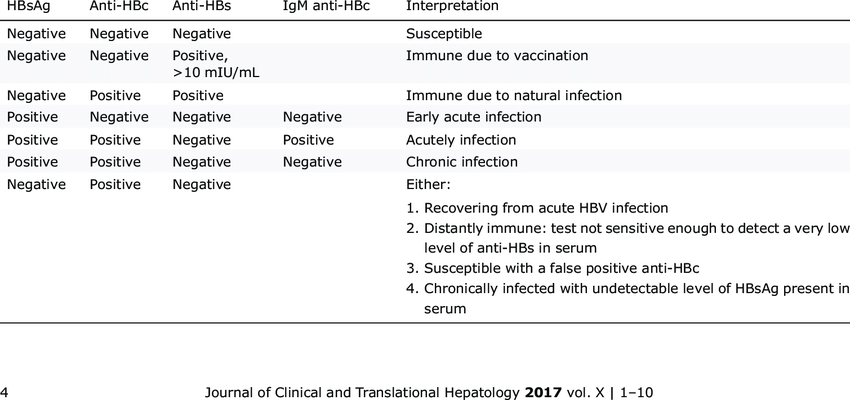 HBsAg Anti-HBc Anti-HBs IgM anti-HBc Interpretation
Negative Negative Negative Susceptible
Negative Negative Positive, Immune due to vaccination
>10 mIU/mL
Negative Positive Positive Immune due to natural infection
Positive Negative Negative Negative Early acute infection
Positive Positive Negative Positive Acutely infection
Positive Positive Negative Negative Chronic infection
Negative Positive Negative Either:
1. Recovering from acute HBV infection
2. Distantly immune: test not sensitive enough to detect a very low
level of anti-HBs in serum
3. Susceptible with a false positive anti-HBc
4. Chronically infected with undetectable level of HBsAg present in
serum
4 Journal of Clinical and Translational Hepatology 2017 vol. X | 1–10